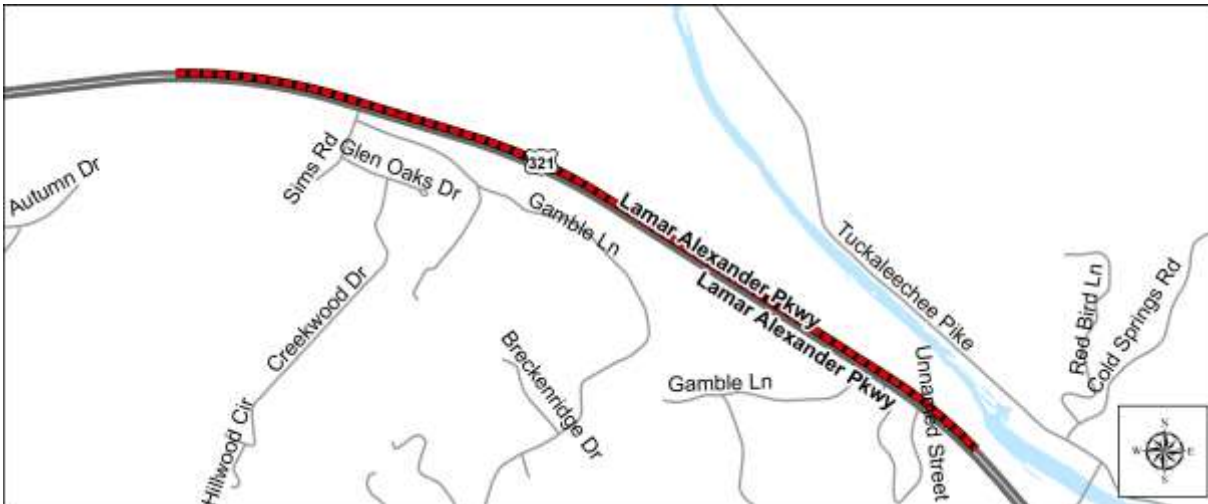 321
Lamar Alexander Pkwy
Lamar Alexander Pkwy
Autumn Dr
Sims Rd
Glen Oaks Dr
Gamble Ln
Tuckaleechee Pike
Red Bird Ln
Cold Springs Rd
Creekwood Dr
Breckenridge Dr
Gamble Ln
Unnamed Street
Hillwood Cir
W
E